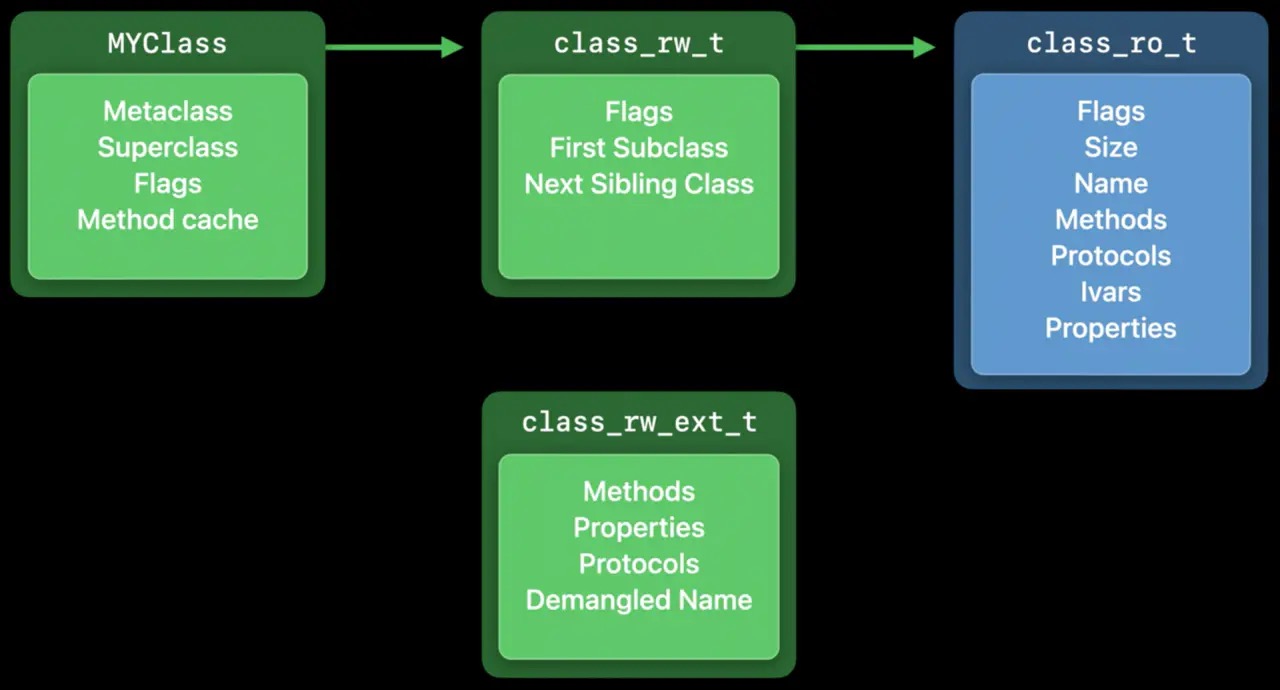 MYClass
Metaclass
Superclass
Flags
Method cache
class_rw_t
Flags
First Subclass
Next Sibling Class
class_ro_t
Flags
Size
Name
Methods
Protocols
Ivars
Properties
class_rw_ext_t
Methods
Properties
Protocols
Demangled Name